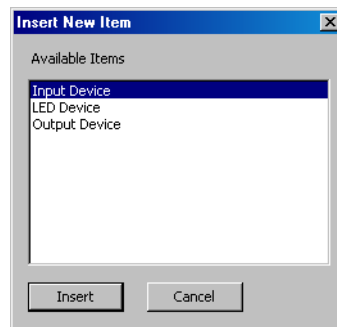 Insert New Item
Available Items
Input Device
LED Device
Output Device
Insert
Cancel